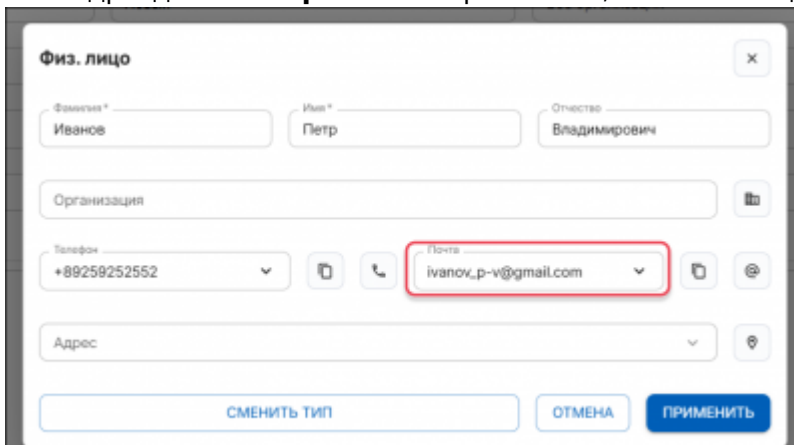 Физ. лицо
Фамилия* Имя* Отчество
Иванов Петр Владимирович
Организация
Телефон Почта
+89259252552 ivanov_p-v@gmail.com
Адрес
СМЕНИТЬ ТИП ОТМЕНА ПРИМЕНИТЬ